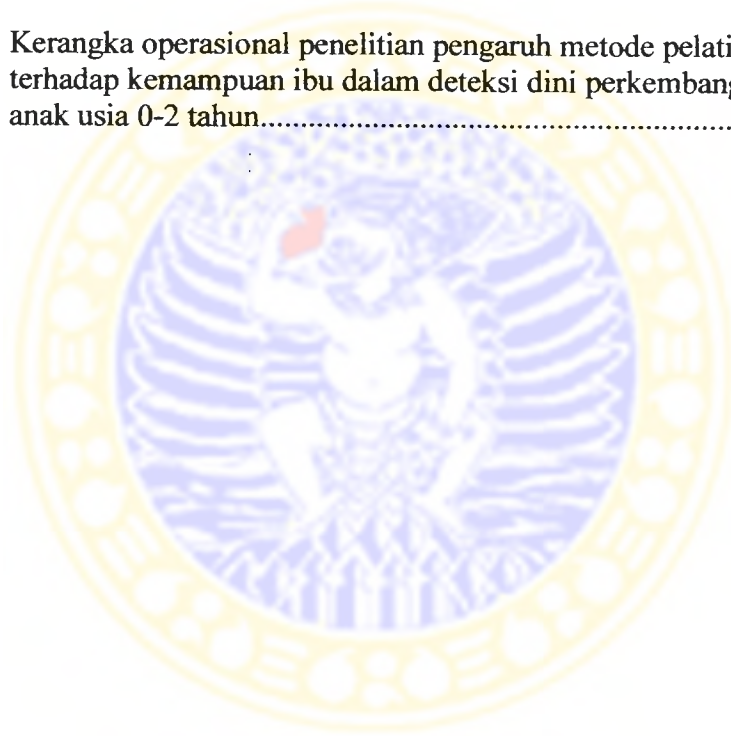 Kerangka operasional penelitian pengaruh metode pelati
terhadap kemampuan ibu dalam deteksi dini perkembang
anak usia 0-2 tahun..........................................................